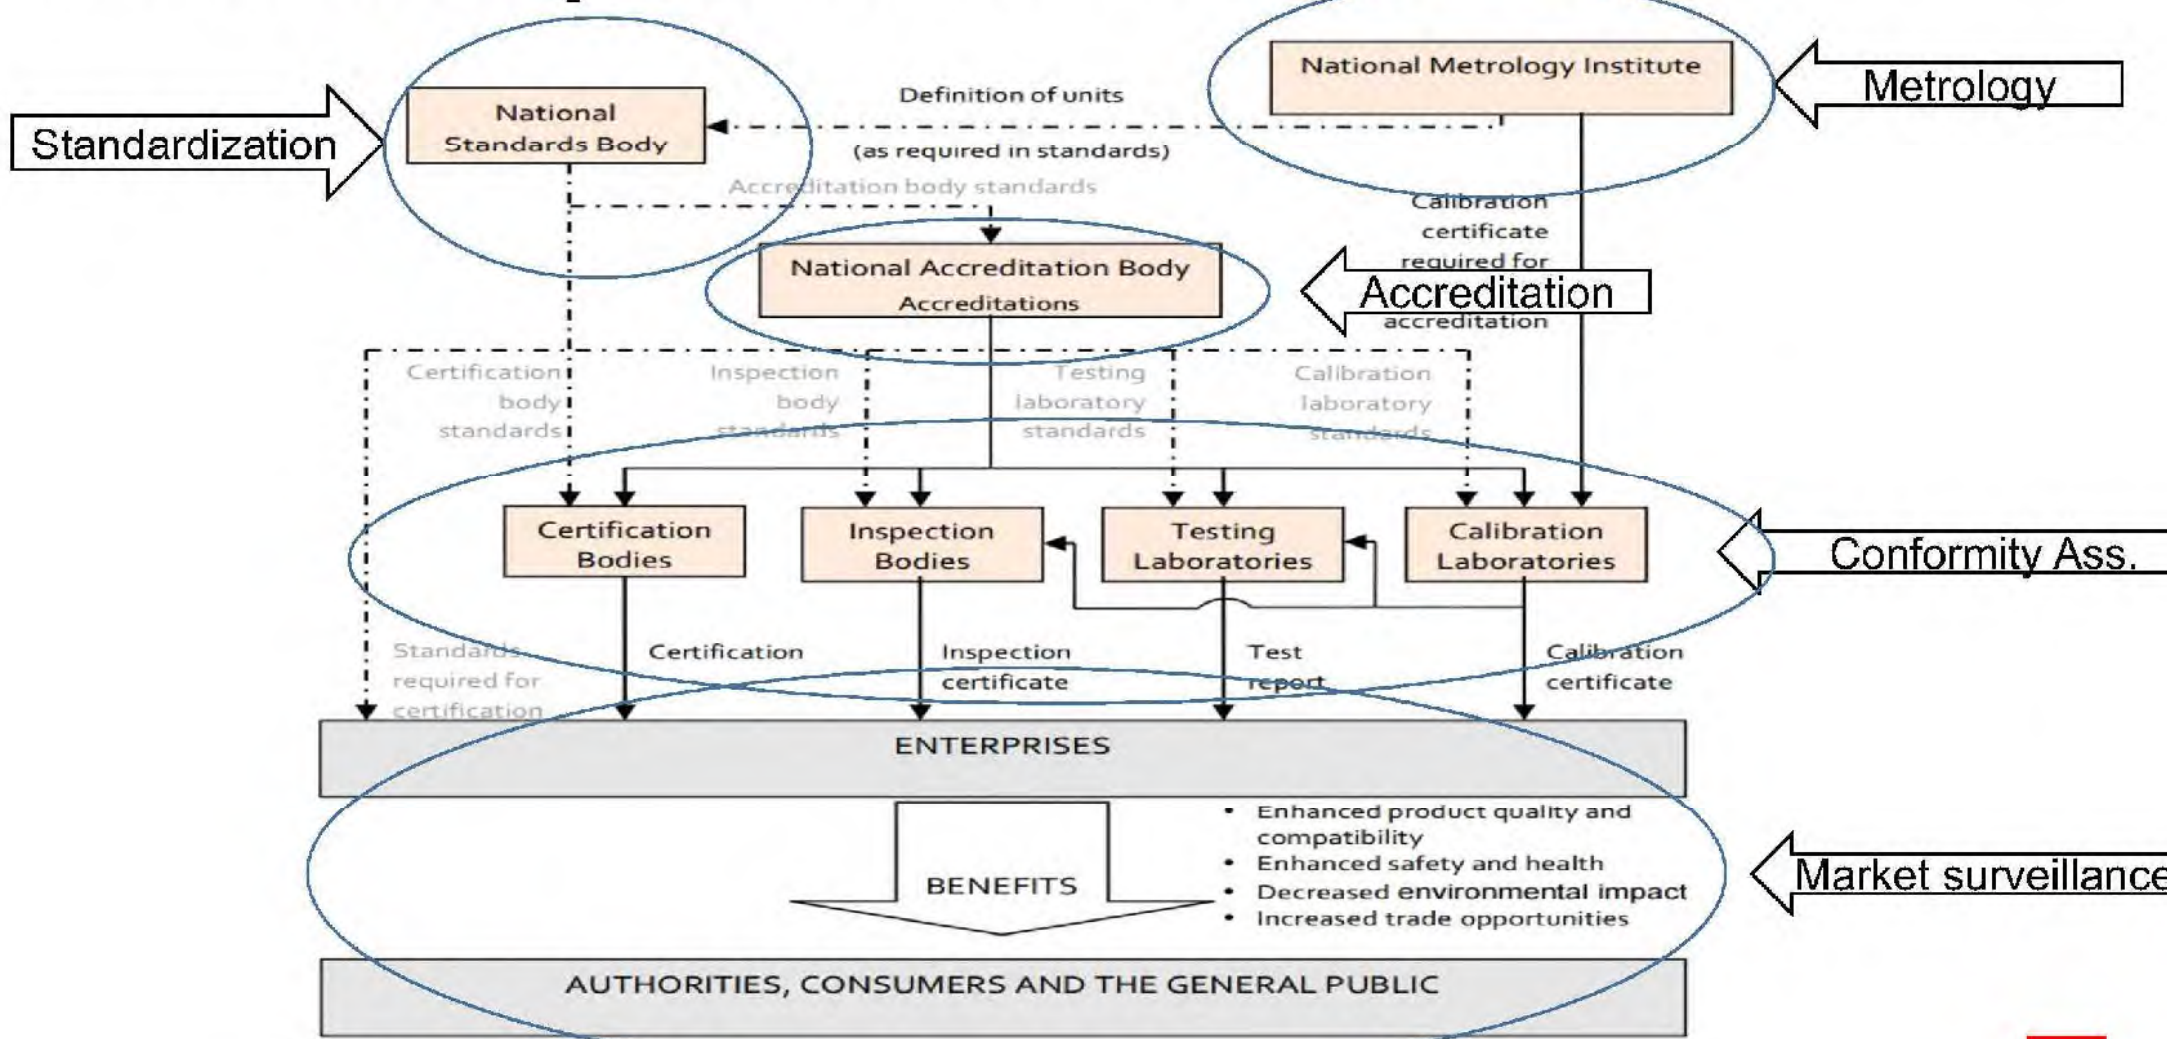 National Metrology Institute
Metrology
Definition of units
National
Standards Body
Standardization
(as required in standards)
Accreditation body standards
Calibration
certificate
required for
accreditation
National Accreditation Body
Accreditations
Accreditation
Certification
body
standards
Inspection
body
standards
Testing
laboratory
standards
Calibration
laboratory
standards
Certification
Bodies
Inspection
Bodies
Testing
Laboratories
Calibration
Laboratories
Conformity Ass.
Standards
required for
certification
Certification
Inspection
certificate
Test
report
Calibration
certificate
ENTERPRISES
BENEFITS
• Enhanced product quality and
compatibility
• Enhanced safety and health
• Decreased environmental impact
• Increased trade opportunities
Market surveillance
AUTHORITIES, CONSUMERS AND THE GENERAL PUBLIC